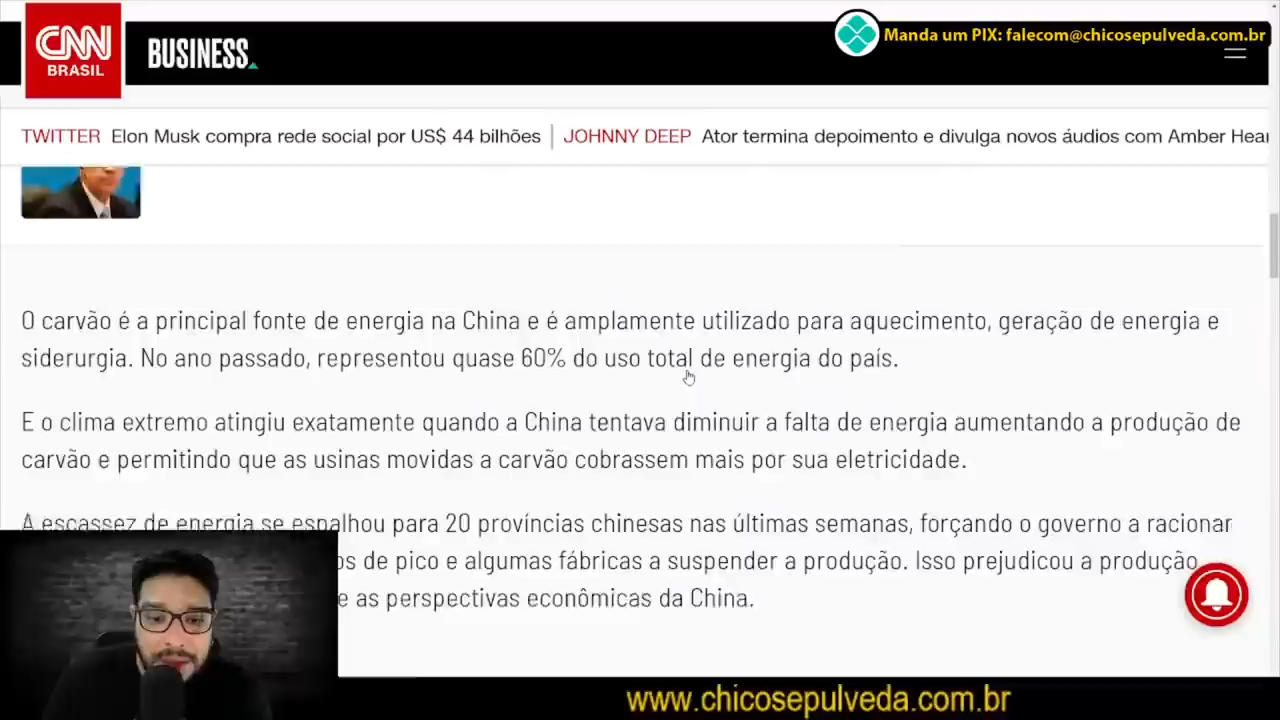 CNN
BRASIL
BUSINESS
Manda um PIX: falecom@chicosepulveda.com.br
TWITTER Elon Musk compra rede social por US$ 44 bilhões | JOHNNY DEEP Ator termina depoimento e divulga novos áudios com Amber Hear
O carvão é a principal fonte de energia na China e é amplamente utilizado para aquecimento, geração de energia e
siderurgia. No ano passado, representou quase 60% do uso total de energia do país.
E o clima extremo atingiu exatamente quando a China tentava diminuir a falta de energia aumentando a produção de
carvão e permitindo que as usinas movidas a carvão cobrassem mais por sua eletricidade.
A escassez de energia se espalhou para 20 províncias chinesas nas últimas semanas, forçando o governo a racionar
os de pico e algumas fábricas a suspender a produção. Isso prejudicou a produção
e as perspectivas econômicas da China.
www.chicosepulveda.com.br